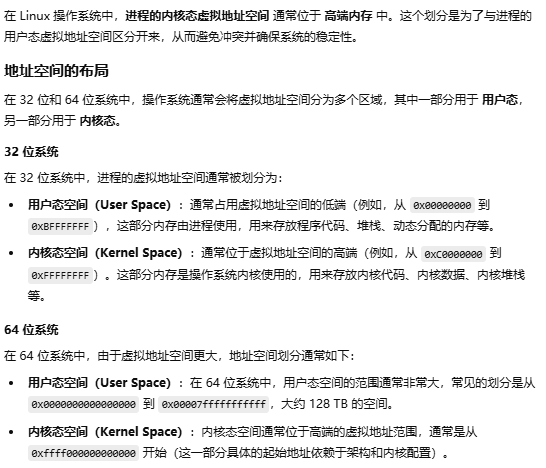 在 Linux 操作系统中，进程的内核态虚拟地址空间 通常位于 高端内存 中。这个划分是为了与进程的
用户态虚拟地址空间区分开来，从而避免冲突并确保系统的稳定性。
地址空间的布局
在 32 位和 64 位系统中，操作系统通常会将虚拟地址空间分为多个区域，其中一部分用于 用户态，
另一部分用于 内核态。
32 位系统
在 32 位系统中，进程的虚拟地址空间通常被划分为：
• 用户态空间（User Space）：通常占用虚拟地址空间的低端（例如，从 0x00000000 到
0xBFFFFFFF），这部分内存由进程使用，用来存放程序代码、堆栈、动态分配的内存等。
• 内核态空间（Kernel Space）：通常位于虚拟地址空间的高端（例如，从 0xC0000000 到
0xFFFFFFFF）。这部分内存是操作系统内核使用的，用来存放内核代码、内核数据、内核堆栈
等。
64 位系统
在 64 位系统中，由于虚拟地址空间更大，地址空间划分通常如下：
• 用户态空间（User Space）：在 64 位系统中，用户态空间的范围通常非常大，常见的划分是从
0x0000000000000000 到 0x00007fffffffffff，大约 128 TB 的空间。
• 内核态空间（Kernel Space）：内核态空间通常位于高端的虚拟地址范围，通常是从
0xffff000000000000 开始（这一部分具体的起始地址依赖于架构和内核配置）。